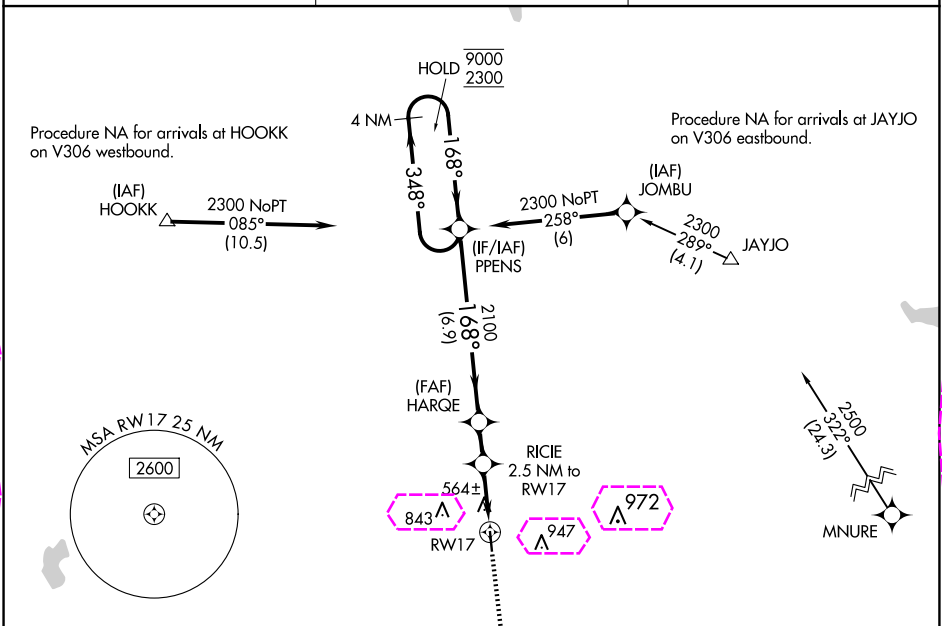 HOLD 9000
2300
4 NM
168°
348°
Procedure NA for arrivals at HOOKK
on V306 westbound.
Procedure NA for arrivals at JAYJO
on V306 eastbound.
(IAF)
HOOKK
2300 NoPT
085°
(10.5)
(IF/IAF)
PPENS
2300 NoPT
258°
(6)
(IAF)
JOMBU
2300
289°
(4.1)
JAYJO
2100
168°
(6.9)
(FAF)
HARQE
RICIE
2.5 NM to
RW17
MSA RW17 25 NM
2600
564±
843
RW17
947
972
2500
322°
(24.3)
MNURE